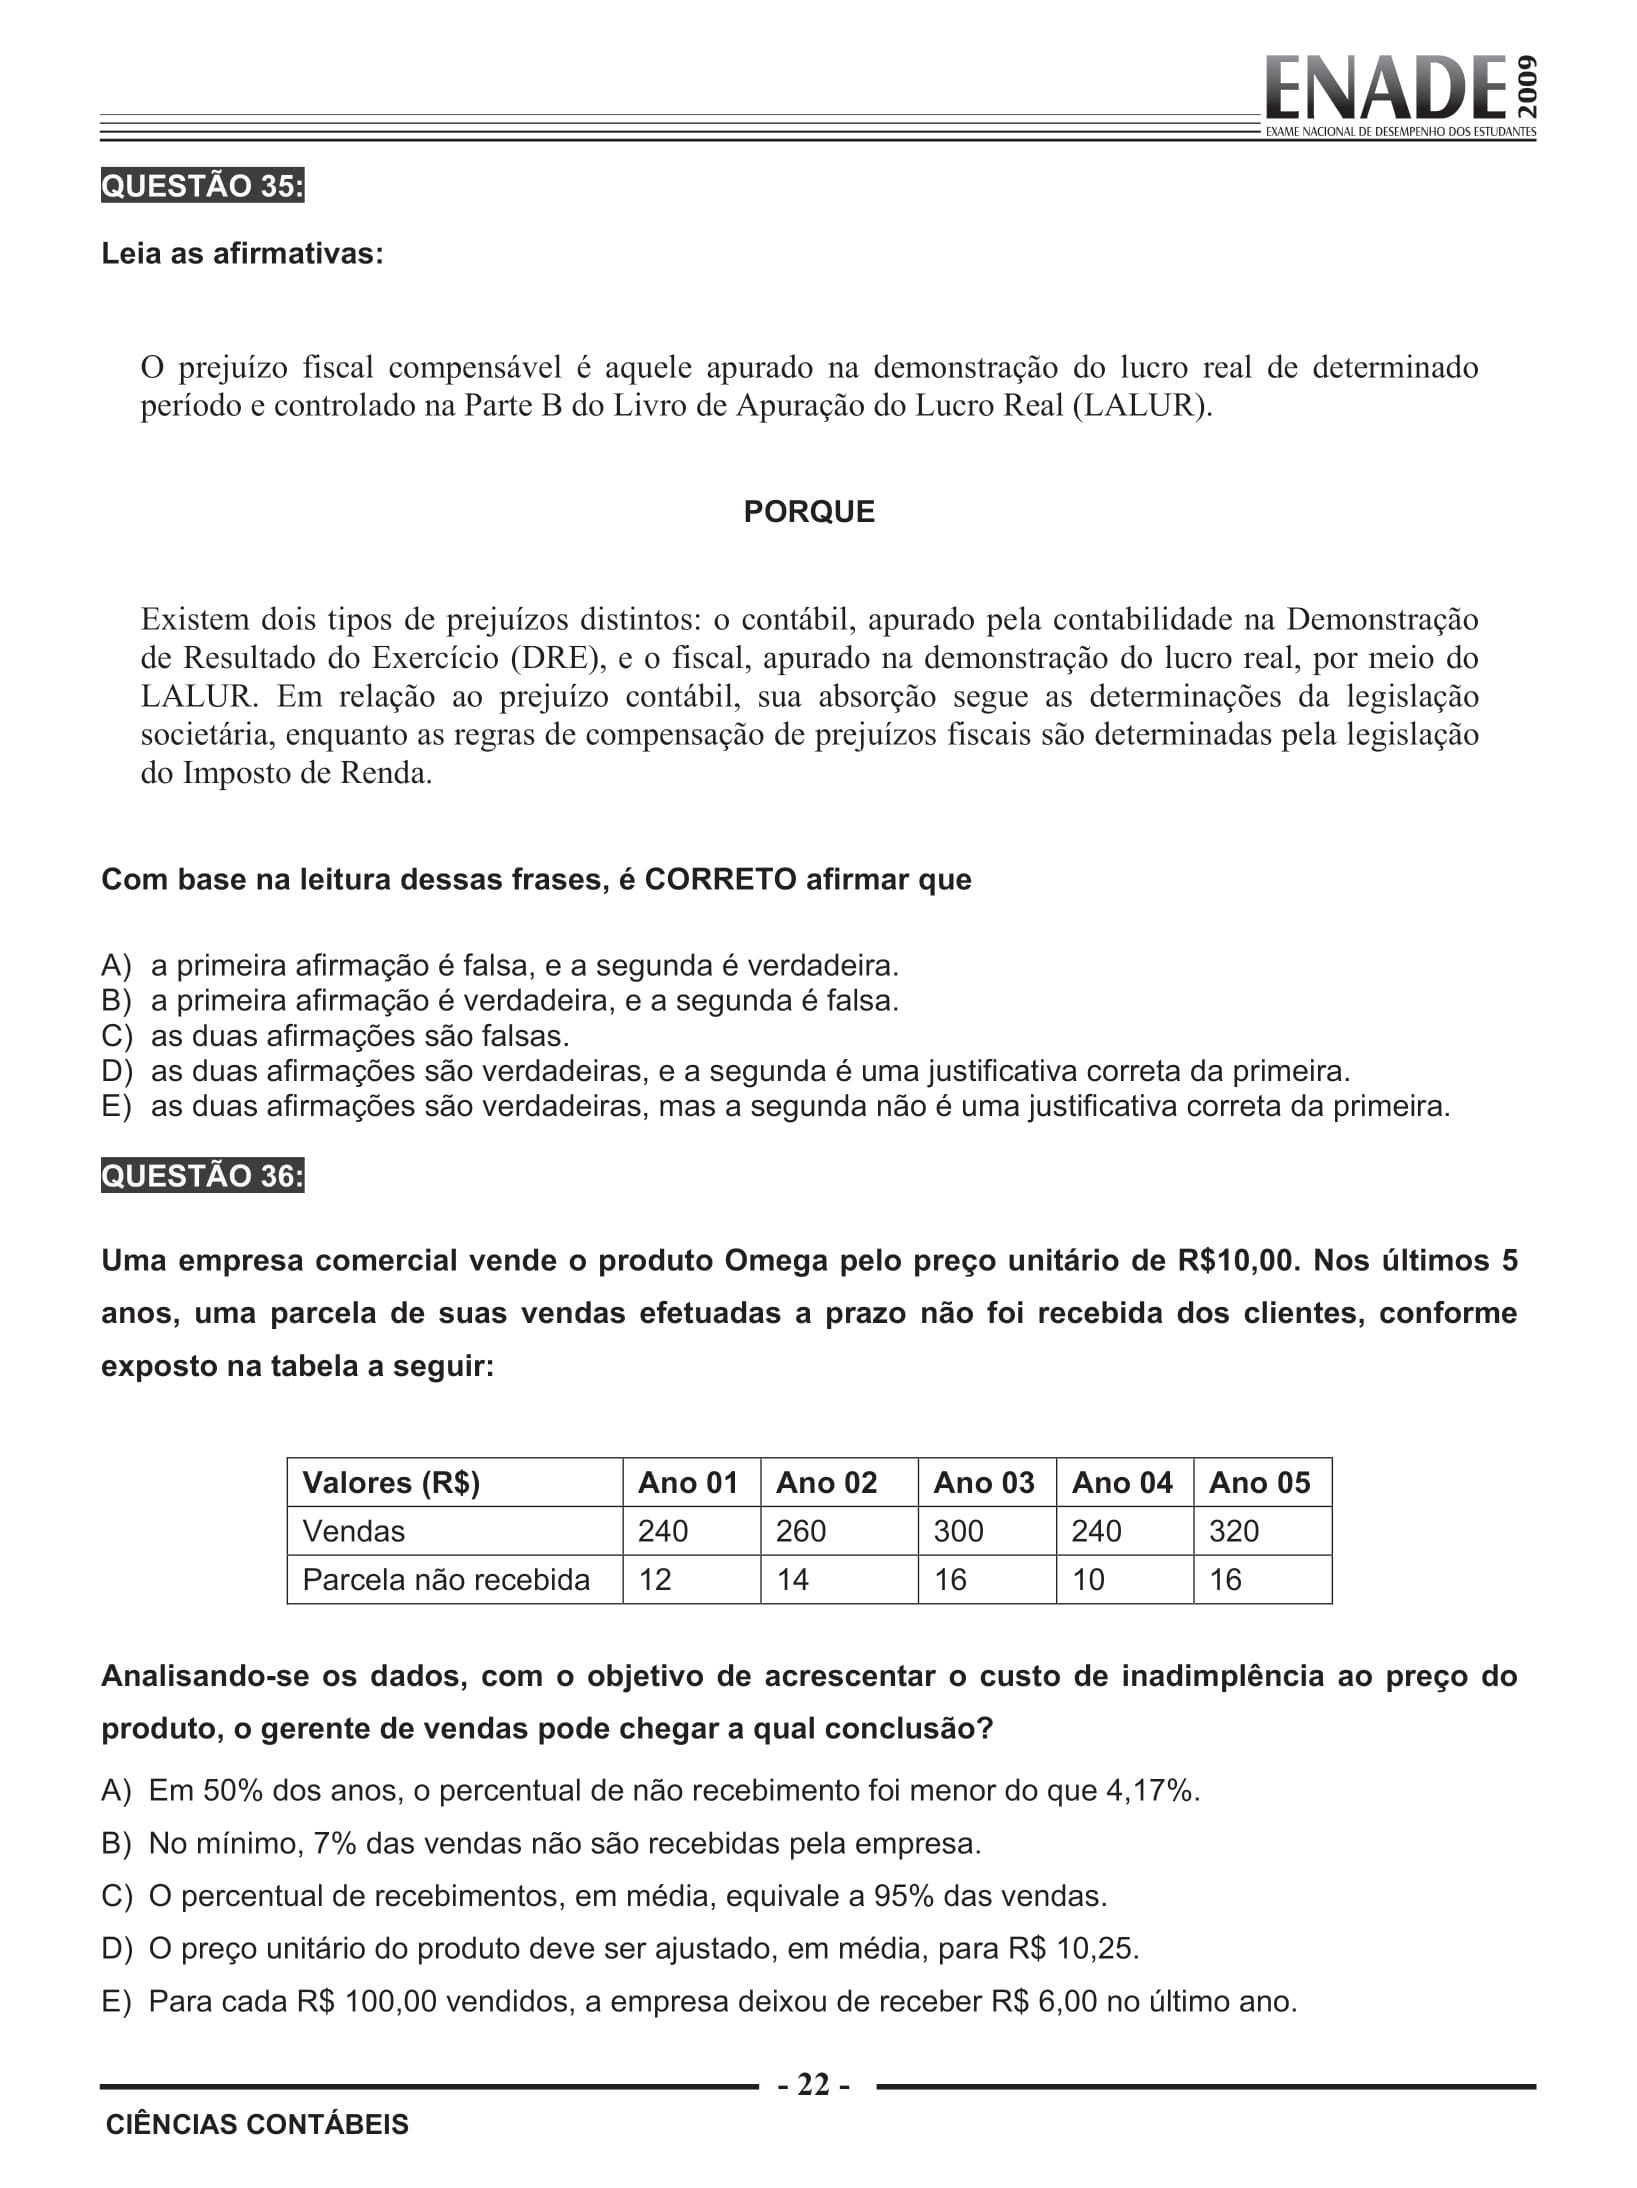 ENADE 2009
EXAME NACIONAL DE DESEMPENHO DOS ESTUDANTES
QUESTÃO 35:
Leia as afirmativas:
O prejuízo fiscal compensável é aquele apurado na demonstração do lucro real de determinado
período e controlado na Parte B do Livro de Apuração do Lucro Real (LALUR).
PORQUE
Existem dois tipos de prejuízos distintos: o contábil, apurado pela contabilidade na Demonstração
de Resultado do Exercício (DRE), e o fiscal, apurado na demonstração do lucro real, por meio do
LALUR. Em relação ao prejuízo contábil, sua absorção segue as determinações da legislação
societária, enquanto as regras de compensação de prejuízos fiscais são determinadas pela legislação
do Imposto de Renda.
Com base na leitura dessas frases, é CORRETO afirmar que
A) a primeira afirmação é falsa, e a segunda é verdadeira.
B) a primeira afirmação é verdadeira, e a segunda é falsa.
C) as duas afirmações são falsas.
D) as duas afirmações são verdadeiras, e a segunda é uma justificativa correta da primeira.
E) as duas afirmações são verdadeiras, mas a segunda não é uma justificativa correta da primeira.
QUESTÃO 36:
Uma empresa comercial vende o produto Omega pelo preço unitário de R$10,00. Nos últimos 5
anos, uma parcela de suas vendas efetuadas a prazo não foi recebida dos clientes, conforme
exposto na tabela a seguir:
Valores (R$) Ano 01 Ano 02 Ano 03 Ano 04 Ano 05
Vendas 240 260 300 240 320
Parcela não recebida 12 14 16 10 16
Analisando-se os dados, com o objetivo de acrescentar o custo de inadimplência ao preço do
produto, o gerente de vendas pode chegar a qual conclusão?
A) Em 50% dos anos, o percentual de não recebimento foi menor do que 4,17%.
B) No mínimo, 7% das vendas não são recebidas pela empresa.
C) O percentual de recebimentos, em média, equivale a 95% das vendas.
D) O preço unitário do produto deve ser ajustado, em média, para R$ 10,25.
E) Para cada R$ 100,00 vendidos, a empresa deixou de receber R$ 6,00 no último ano.
- 22 -
CIÊNCIAS CONTÁBEIS